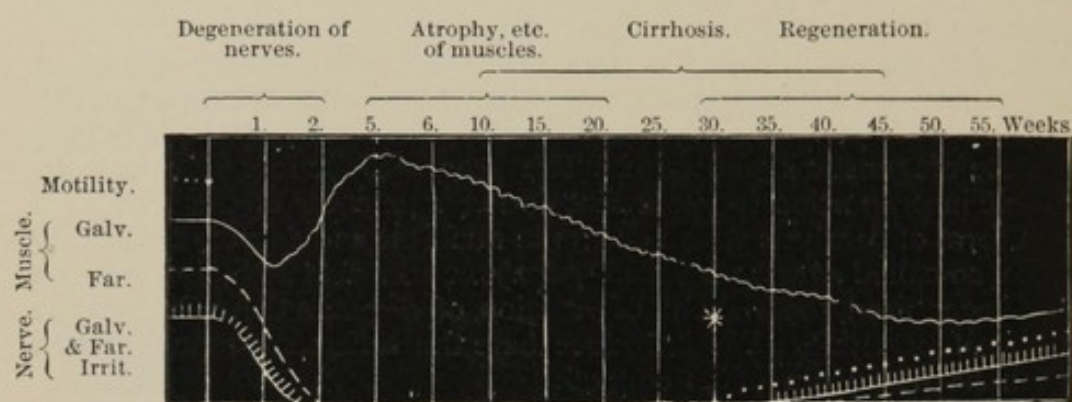 Degeneration of
nerves.
Atrophy, etc.
of muscles.
Cirrhosis.
Regeneration.
1. 2. 5. 6. 10. 15. 20. 25. 30. 35. 40. 45. 50. 55. Weeks
Motility.
Muscle.
Galv.
Far.
Nerve.
Galv.
& Far.
Irrit.